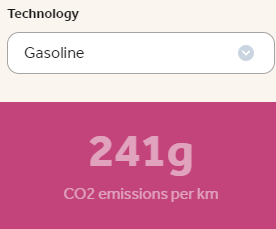 Technology
Gasoline
241g
CO2 emissions per km